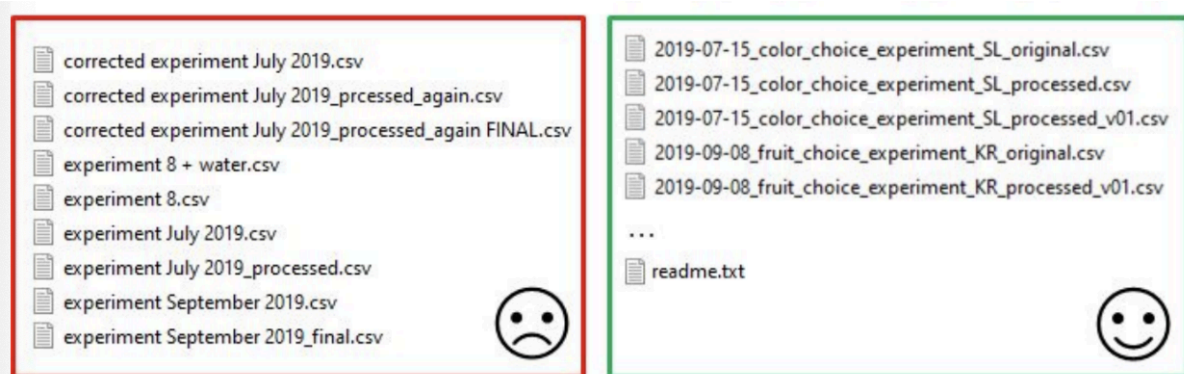 corrected experiment July 2019.csv
corrected experiment July 2019_prcessed_again.csv
corrected experiment July 2019_processed_again FINAL.csv
experiment 8 + water.csv
experiment 8.csv
experiment July 2019.csv
experiment July 2019_processed.csv
experiment September 2019.csv
experiment September 2019_final.csv
2019-07-15_color_choice_experiment_SL_original.csv
2019-07-15_color_choice_experiment_SL_processed.csv
2019-07-15_color_choice_experiment_SL_processed_v01.csv
2019-09-08_fruit_choice_experiment_KR_original.csv
2019-09-08_fruit_choice_experiment_KR_processed_v01.csv
...
readme.txt